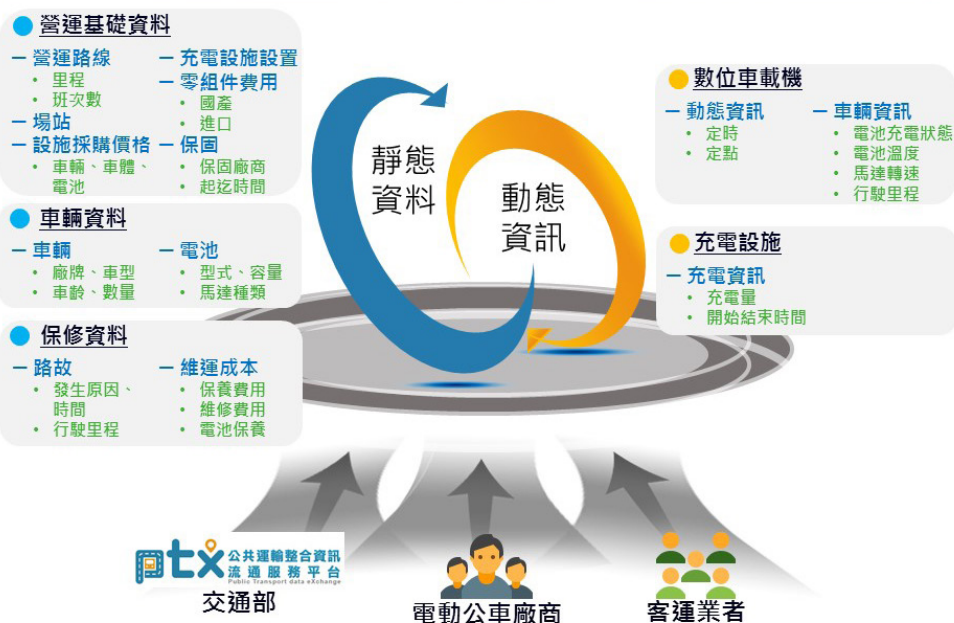 營運基礎資料
一 營運路線
• 里程
• 班次數
一 場站
一 設施採購價格
• 車輛、車體、
電池
一 充電設施設置
一 零組件費用
• 國產
• 進口
一 保固
• 保固廠商
• 起迄時間
車輛資料
一 車輛
• 廠牌、車型
• 車齡、數量
一 電池
• 型式、容量
• 馬達種類
保修資料
一 路故
• 發生原因、
時間
• 行駛里程
一 維運成本
• 保養費用
• 維修費用
• 電池保養
靜態
資料
動態
資訊
數位車載機
一 動態資訊
• 定時
• 定點
一 車輛資訊
• 電池充電狀態
• 電池溫度
• 馬達轉速
• 行駛里程
充電設施
一 充電資訊
• 充電量
• 開始結束時間
ptx 公共運輸整合資訊
流通服務平台
Public Transport data eXchange
交通部
電動公車廠商
客運業者